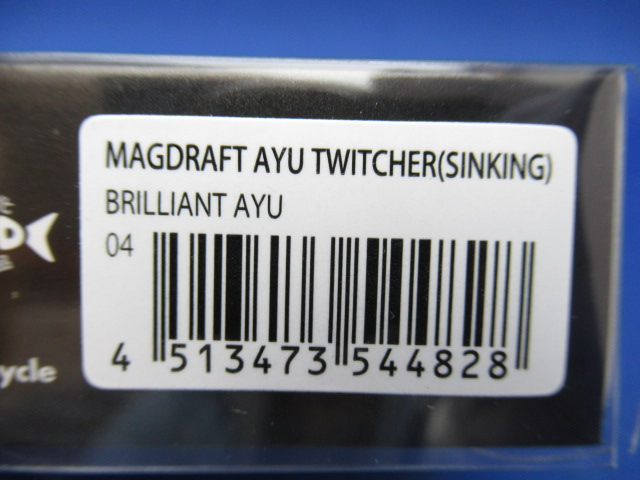 MAGDRAFT AYU TWITCHER(SINKING)
BRILLIANT AYU
04
4 513473 544828
ycle